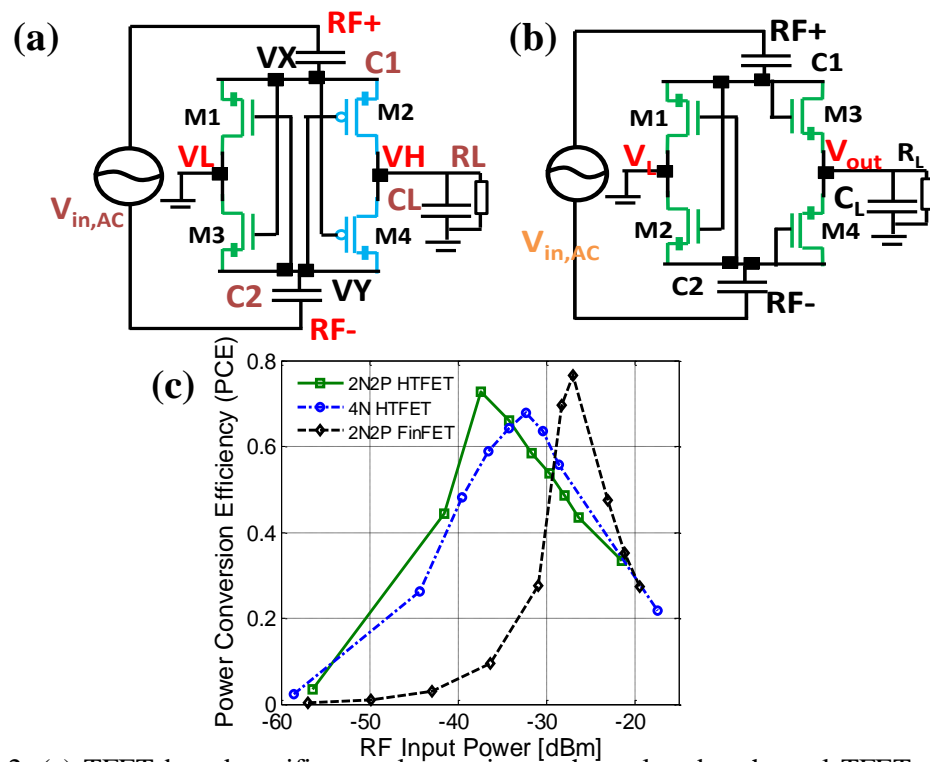 (a)
RF+
VX
C1
M1
M2
VL
VH
RL
CL
V_in,AC
M3
M4
C2
VY
RF-
(b)
RF+
C1
M1
M3
V_L
V_out
R_L
C_L
M2
M4
V_in,AC
C2
RF-
(c)
Power Conversion Efficiency (PCE)
0.8
0.6
0.4
0.2
0
2N2P HTFET
4N HTFET
2N2P FinFET
-60 -50 -40 -30 -20
RF Input Power [dBm]